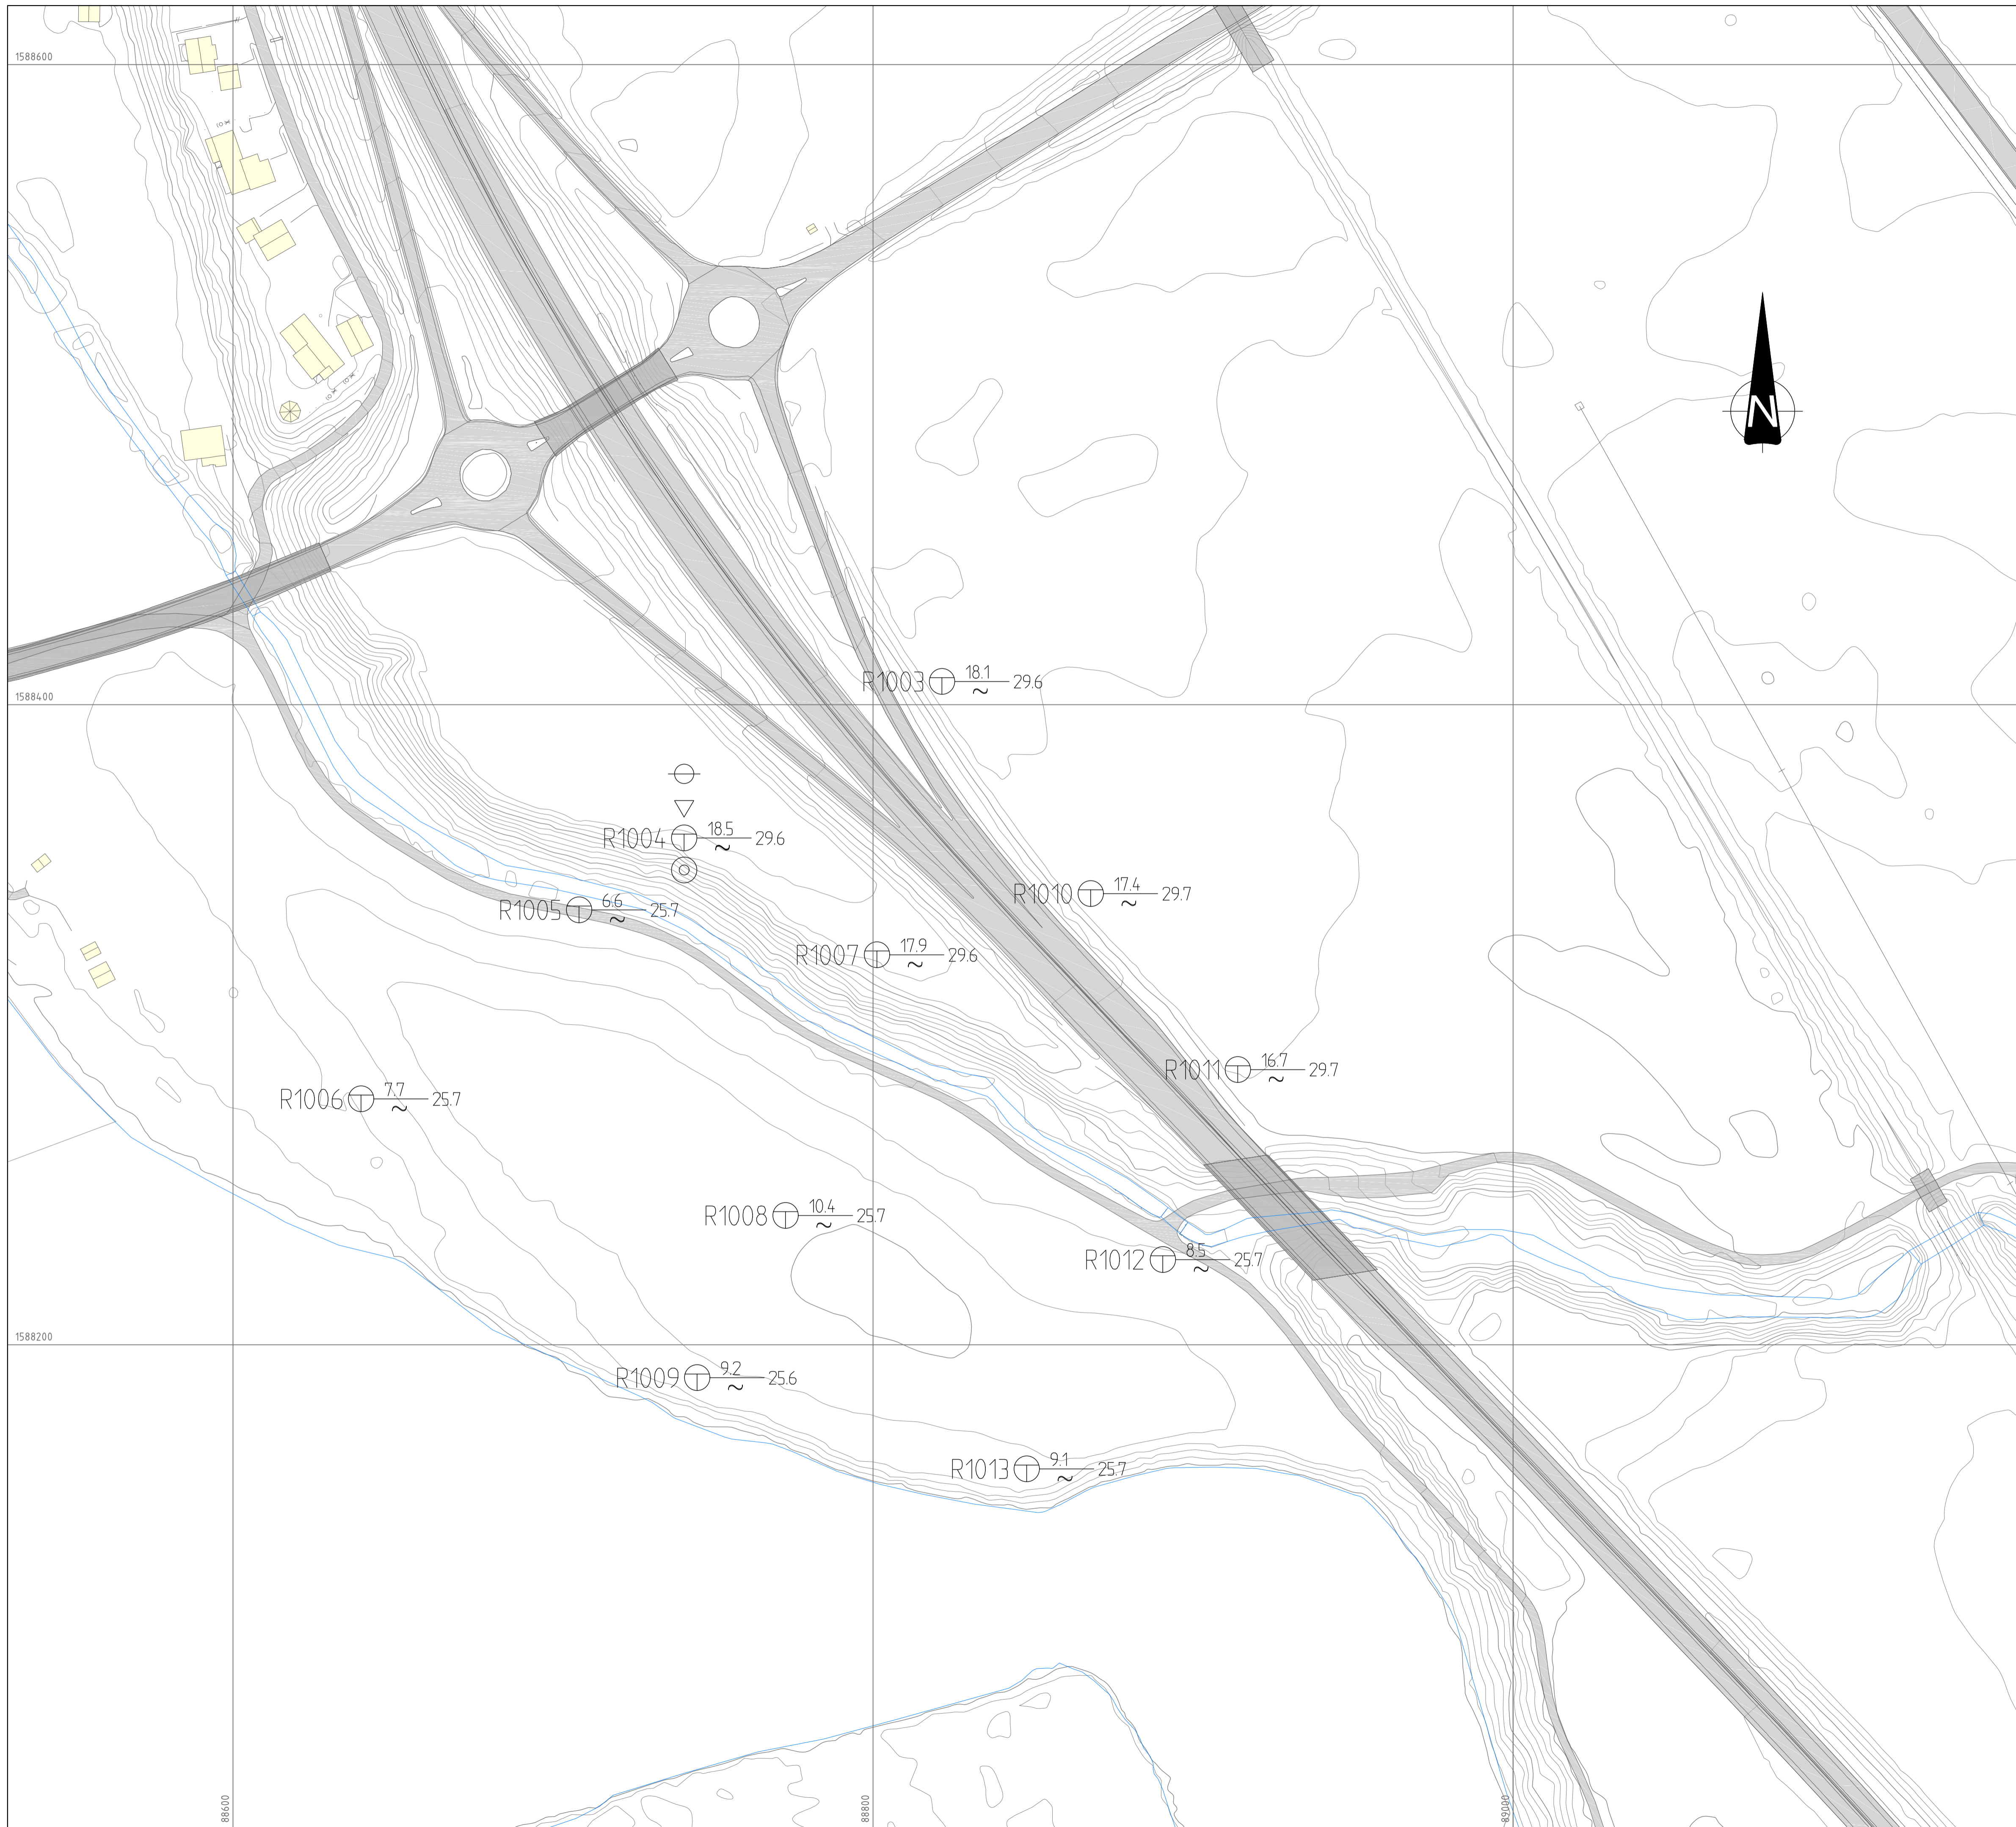 1588600
N
R1003 18.1 ~ 29.6
1588400
R1004 18.5 ~ 29.6
R1010 17.4 ~ 29.7
R1005 6.6 ~ 25.7
R1007 17.9 ~ 29.6
R1011 16.7 ~ 29.7
R1006 7.7 ~ 25.7
R1008 10.4 ~ 25.7
R1012 8.5 ~ 25.7
1588200
R1009 9.2 ~ 25.6
R1013 9.1 ~ 25.7
88600
88800
89000